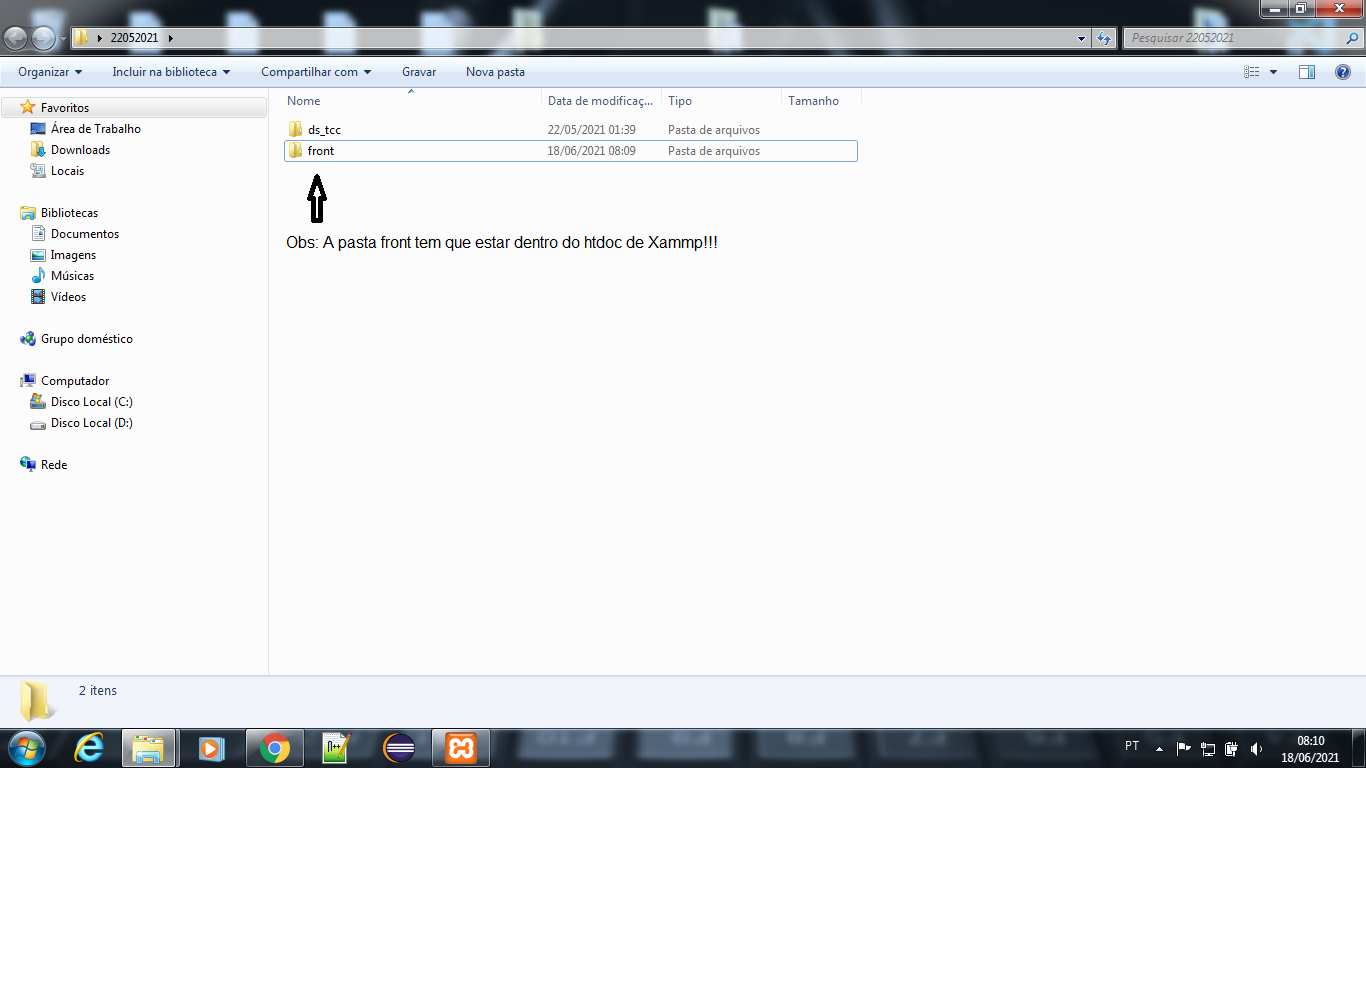 22052021
Pesquisar 22052021
Organizar
Incluir na biblioteca
Compartilhar com
Gravar
Nova pasta
Favoritos
Área de Trabalho
Downloads
Locais
Bibliotecas
Documentos
Imagens
Músicas
Vídeos
Grupo doméstico
Computador
Disco Local (C:)
Disco Local (D:)
Rede
Nome Data de modificaç... Tipo Tamanho
ds_tcc 22/05/2021 01:39 Pasta de arquivos
front 18/06/2021 08:09 Pasta de arquivos
Obs: A pasta front tem que estar dentro do htdoc de Xammp!!!
2 itens
PT
08:10
18/06/2021